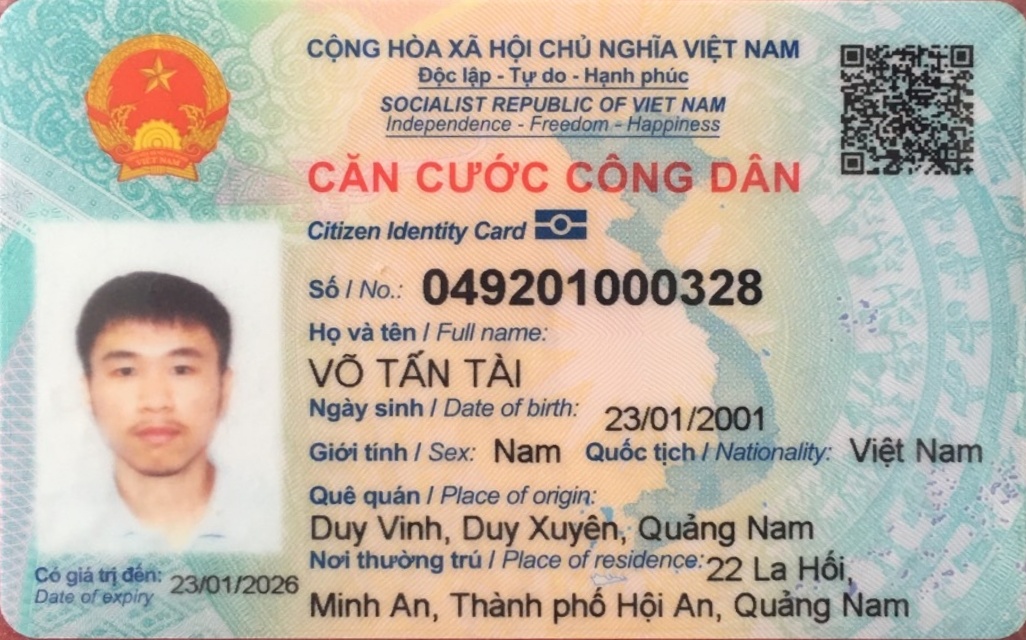 CỘNG HÒA XÃ HỘI CHỦ NGHĨA VIỆT NAM
Độc lập - Tự do - Hạnh phúc
SOCIALIST REPUBLIC OF VIET NAM
Independence - Freedom - Happiness
VIỆT NAM
CĂN CƯỚC CÔNG DÂN
Citizen Identity Card
Số / No.: 049201000328
Họ và tên / Full name:
VÕ TẤN TÀI
Ngày sinh / Date of birth: 23/01/2001
Giới tính / Sex: Nam Quốc tịch / Nationality: Việt Nam
Quê quán / Place of origin:
Duy Vinh, Duy Xuyên, Quảng Nam
Nơi thường trú / Place of residence: 22 La Hối,
Minh An, Thành phố Hội An, Quảng Nam
Có giá trị đến: 23/01/2026
Date of expiry